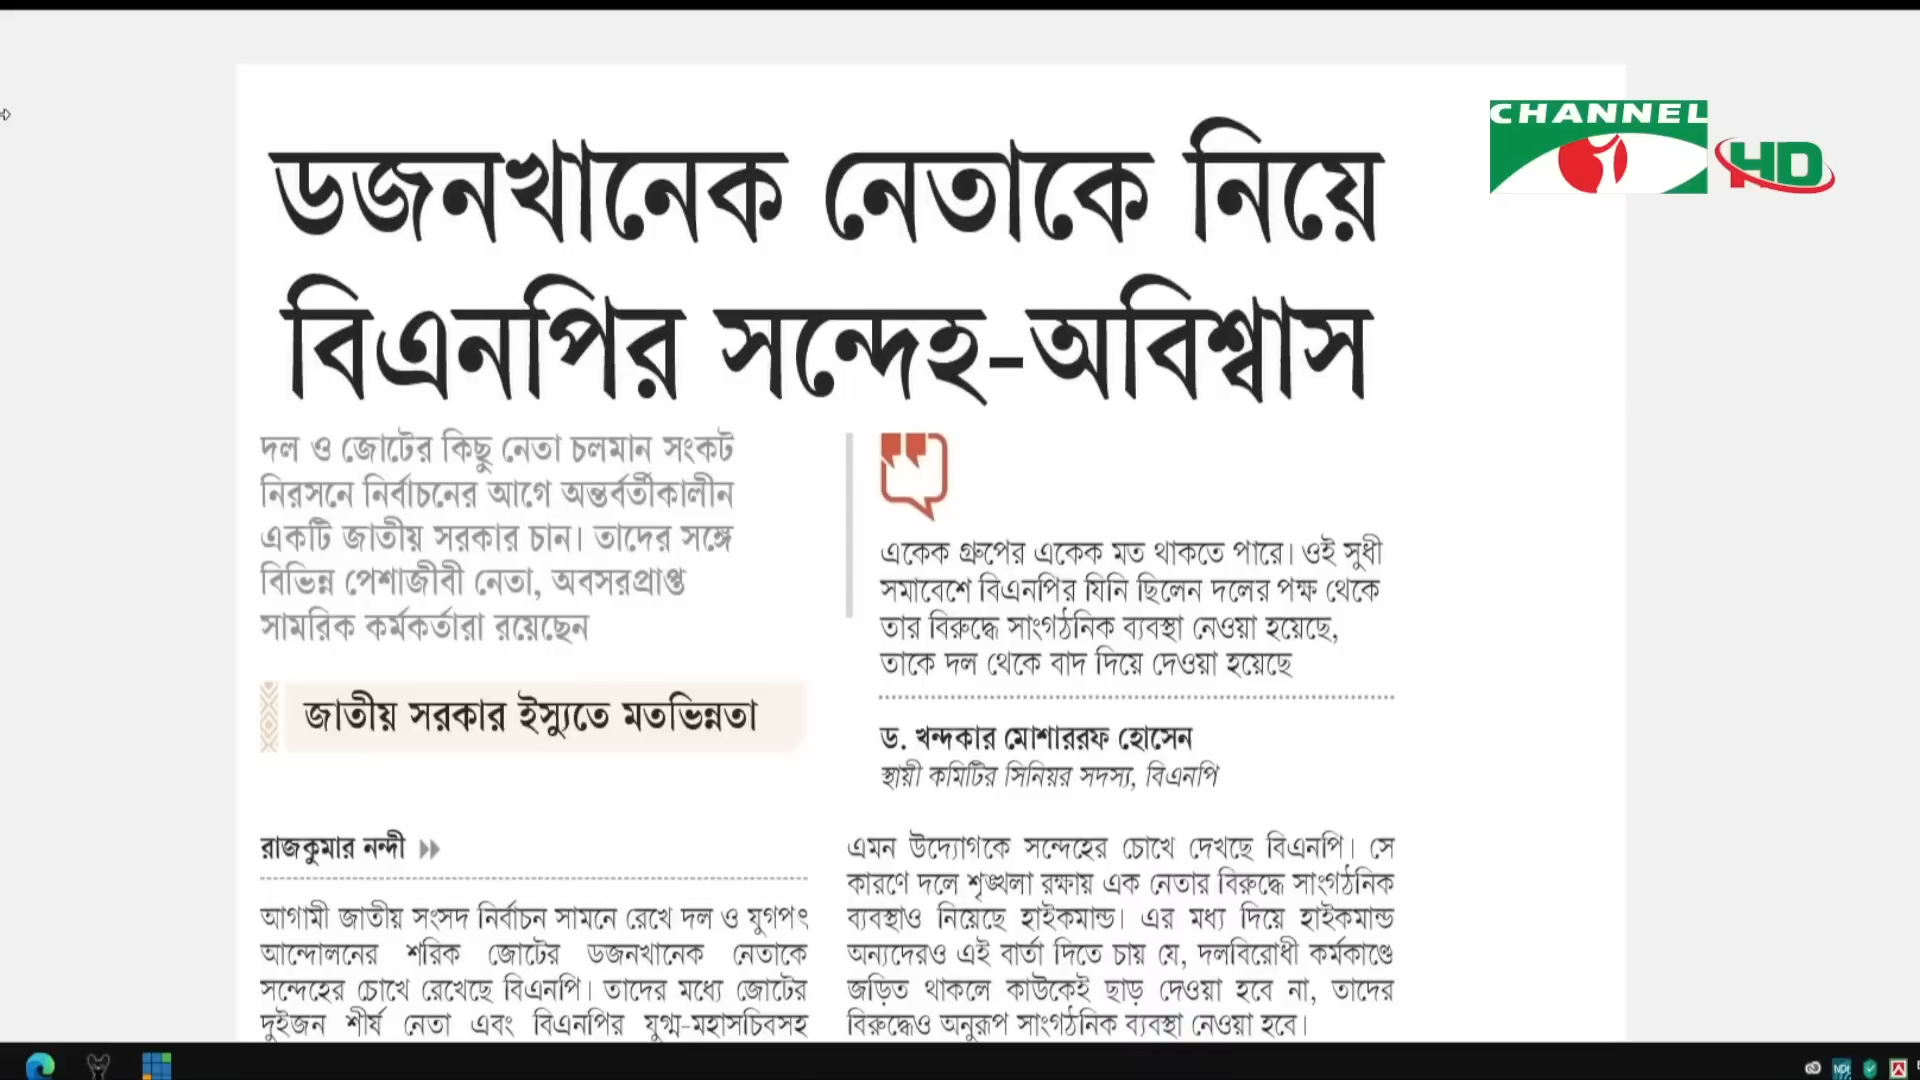 CHANNEL
HD
ডজনখানেক নেতাকে নিয়ে
বিএনপির সন্দেহ-অবিশ্বাস
দল ও জোটের কিছু নেতা চলমান সংকট
নিরসনে নির্বাচনের আগে অন্তর্বর্তীকালীন
একটি জাতীয় সরকার চান। তাদের সঙ্গে
বিভিন্ন পেশাজীবী নেতা, অবসরপ্রাপ্ত
সামরিক কর্মকর্তারা রয়েছেন
জাতীয় সরকার ইস্যুতে মতভিন্নতা
একেক গ্রুপের একেক মত থাকতে পারে। ওই সুধী
সমাবেশে বিএনপির যিনি ছিলেন দলের পক্ষ থেকে
তার বিরুদ্ধে সাংগঠনিক ব্যবস্থা নেওয়া হয়েছে,
তাকে দল থেকে বাদ দিয়ে দেওয়া হয়েছে
ড. খন্দকার মোশাররফ হোসেন
স্থায়ী কমিটির সিনিয়র সদস্য, বিএনপি
রাজকুমার নন্দী
আগামী জাতীয় সংসদ নির্বাচন সামনে রেখে দল ও যুগপৎ
আন্দোলনের শরিক জোটের ডজনখানেক নেতাকে
সন্দেহের চোখে রেখেছে বিএনপি। তাদের মধ্যে জোটের
দুইজন শীর্ষ নেতা এবং বিএনপির যুগ্ম-মহাসচিবসহ
এমন উদ্যোগকে সন্দেহের চোখে দেখছে বিএনপি। সে
কারণে দলে শৃঙ্খলা রক্ষায় এক নেতার বিরুদ্ধে সাংগঠনিক
ব্যবস্থাও নিয়েছে হাইকমান্ড। এর মধ্য দিয়ে হাইকমান্ড
অন্যদেরও এই বার্তা দিতে চায় যে, দলবিরোধী কর্মকাণ্ডে
জড়িত থাকলে কাউকেই ছাড় দেওয়া হবে না, তাদের
বিরুদ্ধেও অনুরূপ সাংগঠনিক ব্যবস্থা নেওয়া হবে।